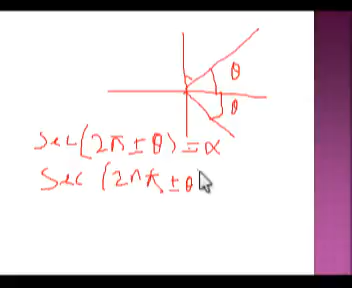 θ
θ
sec(2π ± θ) = α
sec (2nπ ± θ